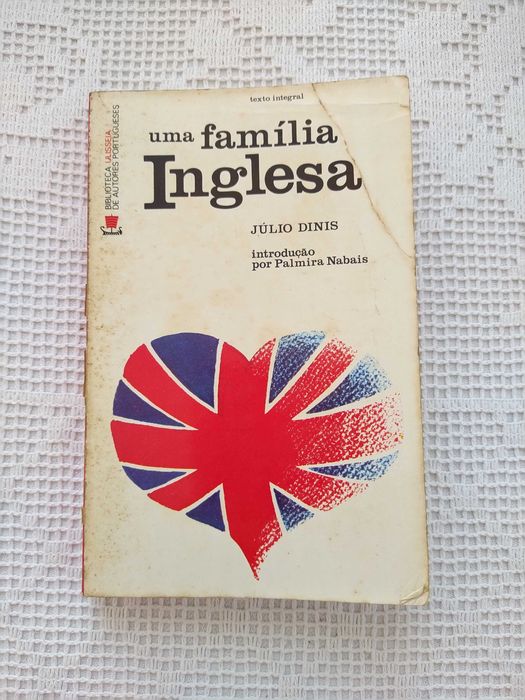 texto integral
uma família
Inglesa
JÚLIO DINIS
introdução
por Palmira Nabais
BIBLIOTECA ULISSEIA
DE AUTORES PORTUGUESES